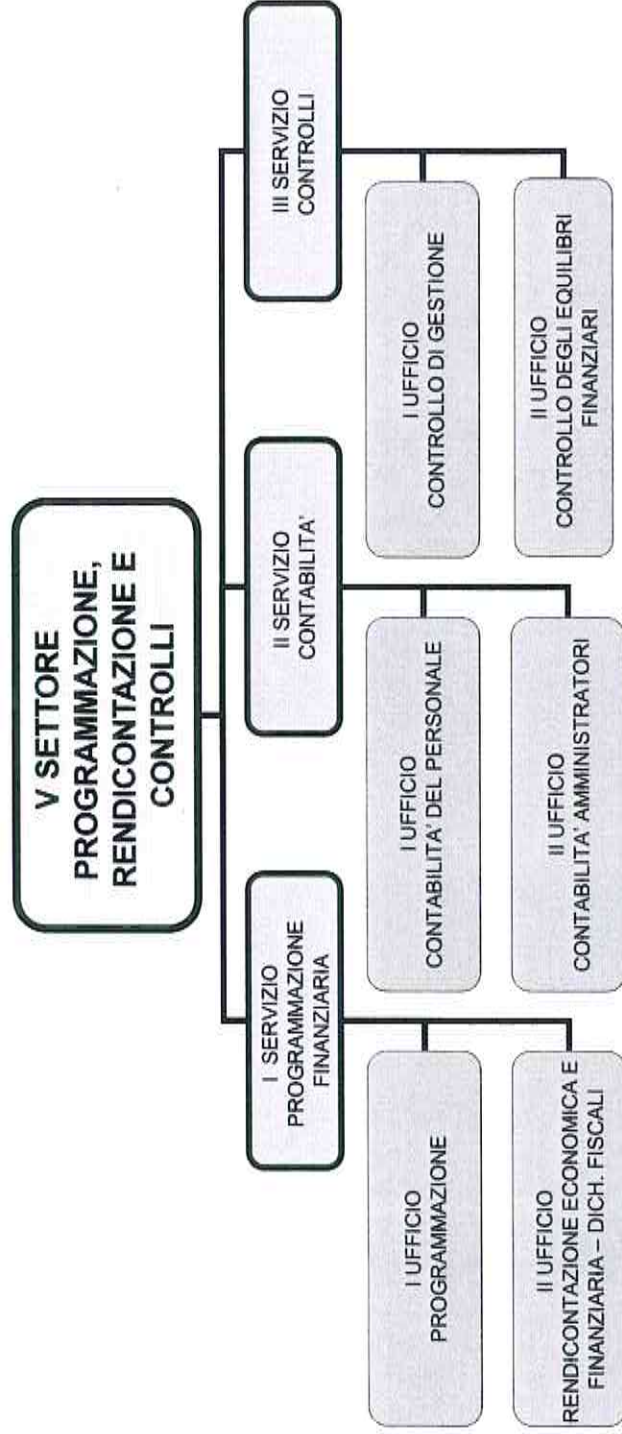 V SETTORE
PROGRAMMAZIONE,
RENDICONTAZIONE E
CONTROLLI
I SERVIZIO
PROGRAMMAZIONE
FINANZIARIA
I UFFICIO
PROGRAMMAZIONE
II UFFICIO
RENDICONTAZIONE ECONOMICA E
FINANZIARIA – DICH. FISCALI
II SERVIZIO
CONTABILITA'
I UFFICIO
CONTABILITA' DEL PERSONALE
II UFFICIO
CONTABILITA' AMMINISTRATORI
III SERVIZIO
CONTROLLI
I UFFICIO
CONTROLLO DI GESTIONE
II UFFICIO
CONTROLLO DEGLI EQUILIBRI
FINANZIARI